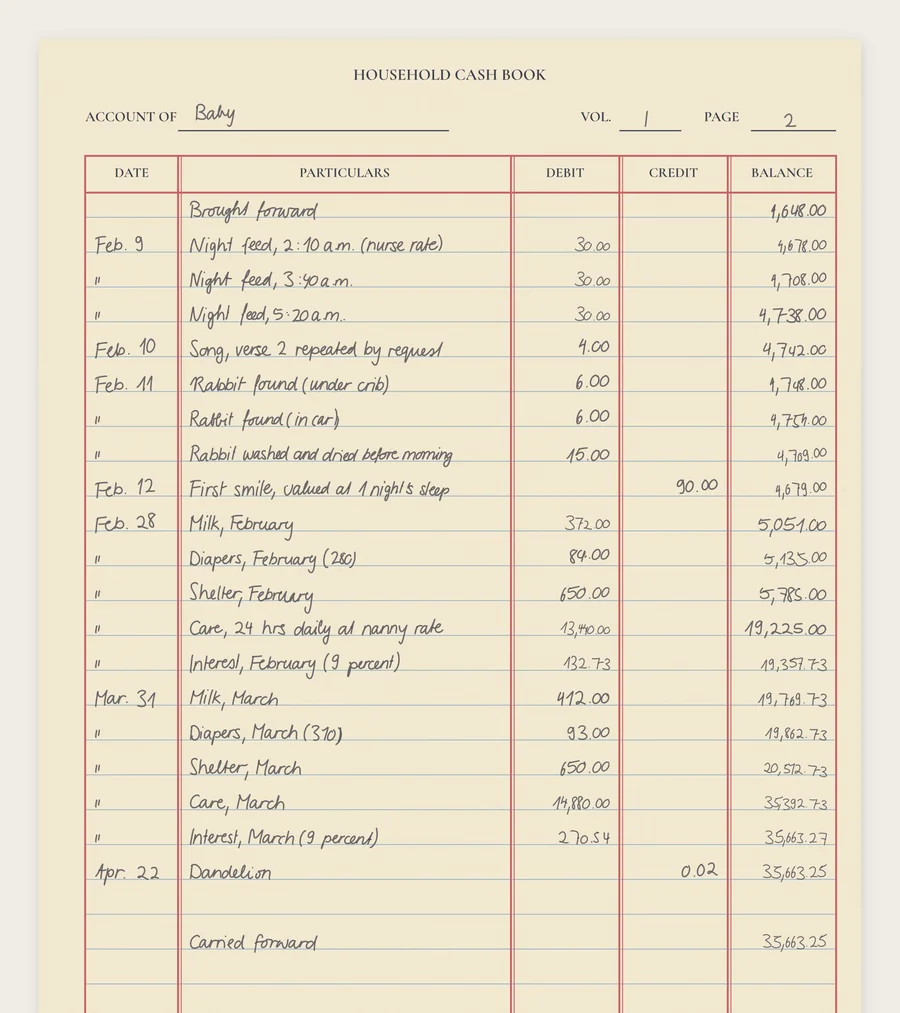 HOUSEHOLD CASH BOOK
ACCOUNT OF Baby VOL. 1 PAGE 2
DATE PARTICULARS DEBIT CREDIT BALANCE
Brought forward 4,648.00
Feb. 9 Night feed, 2:10 a.m. (nurse rate) 30.00 4,678.00
" Night feed, 3:40 a.m. 30.00 4,708.00
" Night feed, 5:20 a.m. 30.00 4,738.00
Feb. 10 Song, verse 2 repeated by request 4.00 4,742.00
Feb. 11 Rabbit found (under crib) 6.00 4,748.00
" Rabbit found (in car) 6.00 4,754.00
" Rabbit washed and dried before morning 15.00 4,769.00
Feb. 12 First smile, valued at 1 night's sleep 90.00 4,679.00
Feb. 28 Milk, February 372.00 5,051.00
" Diapers, February (280) 84.00 5,135.00
" Shelter, February 650.00 5,785.00
" Care, 24 hrs daily at nanny rate 13,440.00 19,225.00
" Interest, February (9 percent) 132.73 19,357.73
Mar. 31 Milk, March 412.00 19,769.73
" Diapers, March (310) 93.00 19,862.73
" Shelter, March 650.00 20,512.73
" Care, March 14,880.00 35392.73
" Interest, March (9 percent) 270.54 35,663.27
Apr. 22 Dandelion 0.02 35,663.25
Carried forward 35,663.25